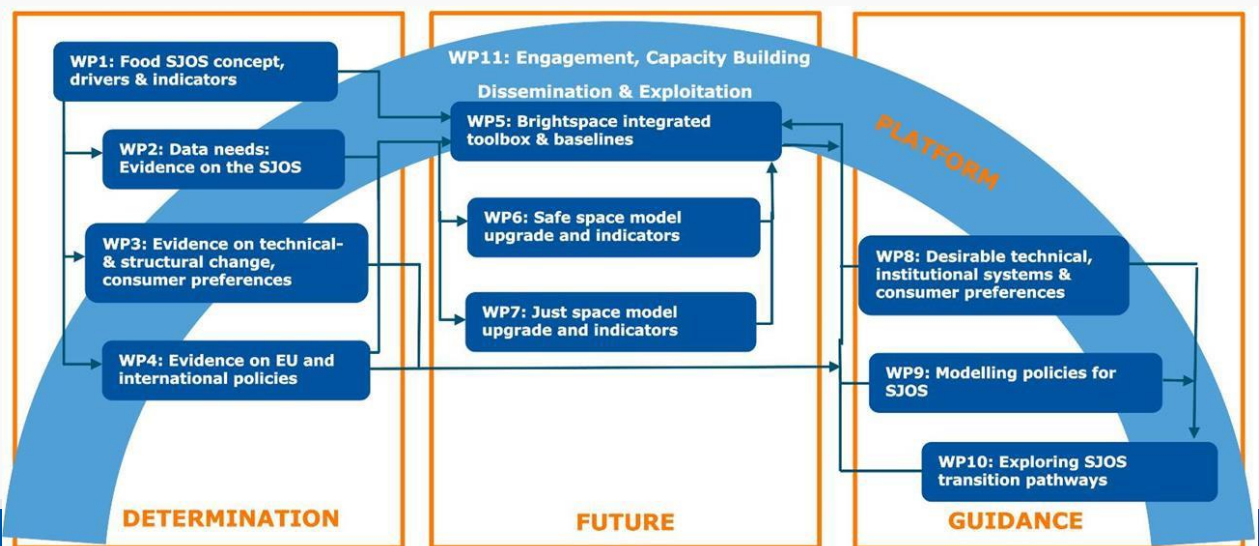 WP11: Engagement, Capacity Building
Dissemination & Exploitation
PLATFORM
WP1: Food SJOS concept,
drivers & indicators
WP2: Data needs:
Evidence on the SJOS
WP3: Evidence on technical-
& structural change,
consumer preferences
WP4: Evidence on EU and
international policies
DETERMINATION
WP5: Brightspace integrated
toolbox & baselines
WP6: Safe space model
upgrade and indicators
WP7: Just space model
upgrade and indicators
FUTURE
WP8: Desirable technical,
institutional systems &
consumer preferences
WP9: Modelling policies for
SJOS
WP10: Exploring SJOS
transition pathways
GUIDANCE